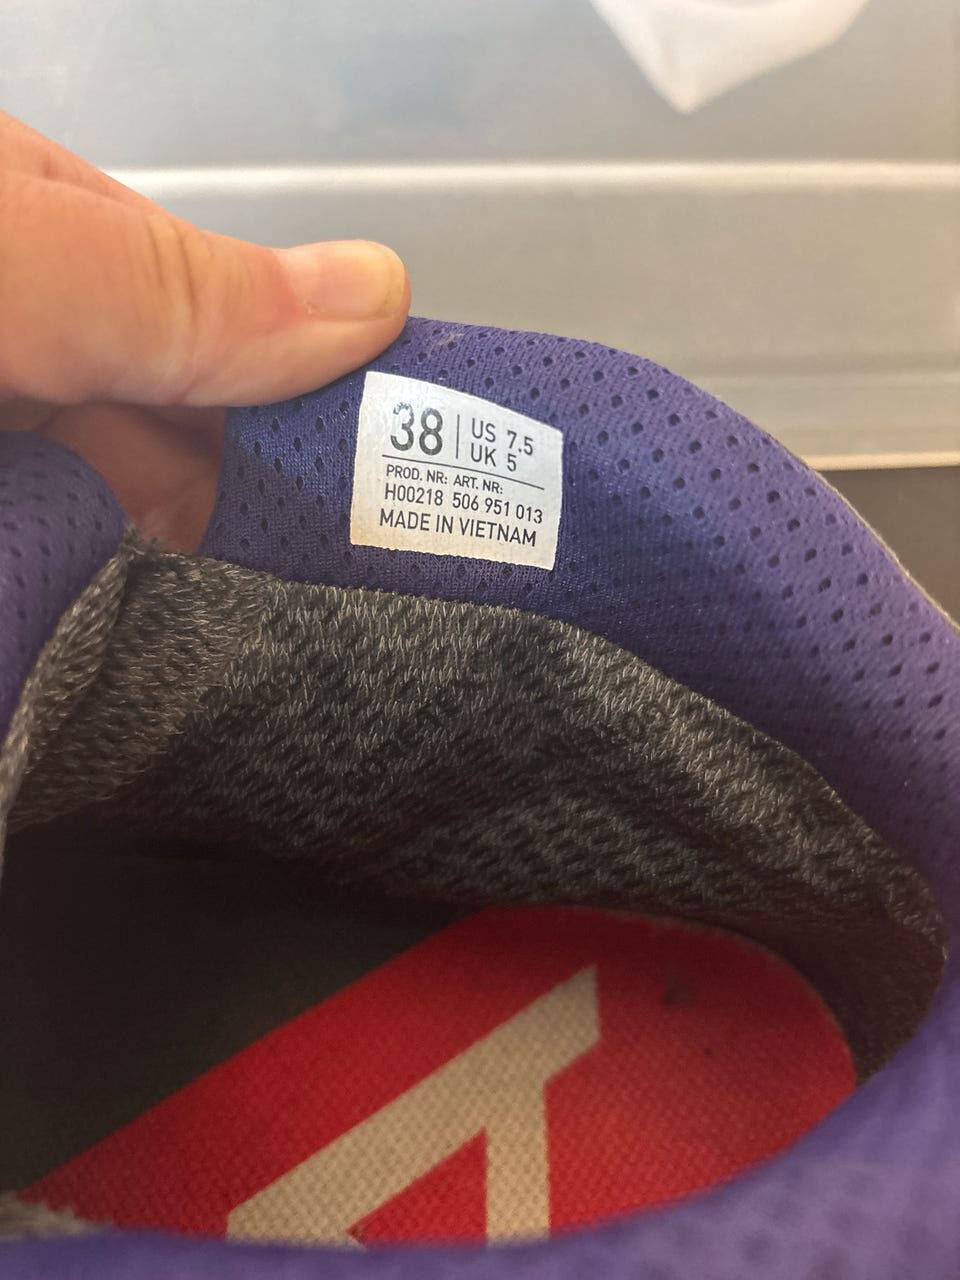 38 | US 7.5
UK 5
PROD. NR: ART. NR:
H00218 506 951 013
MADE IN VIETNAM